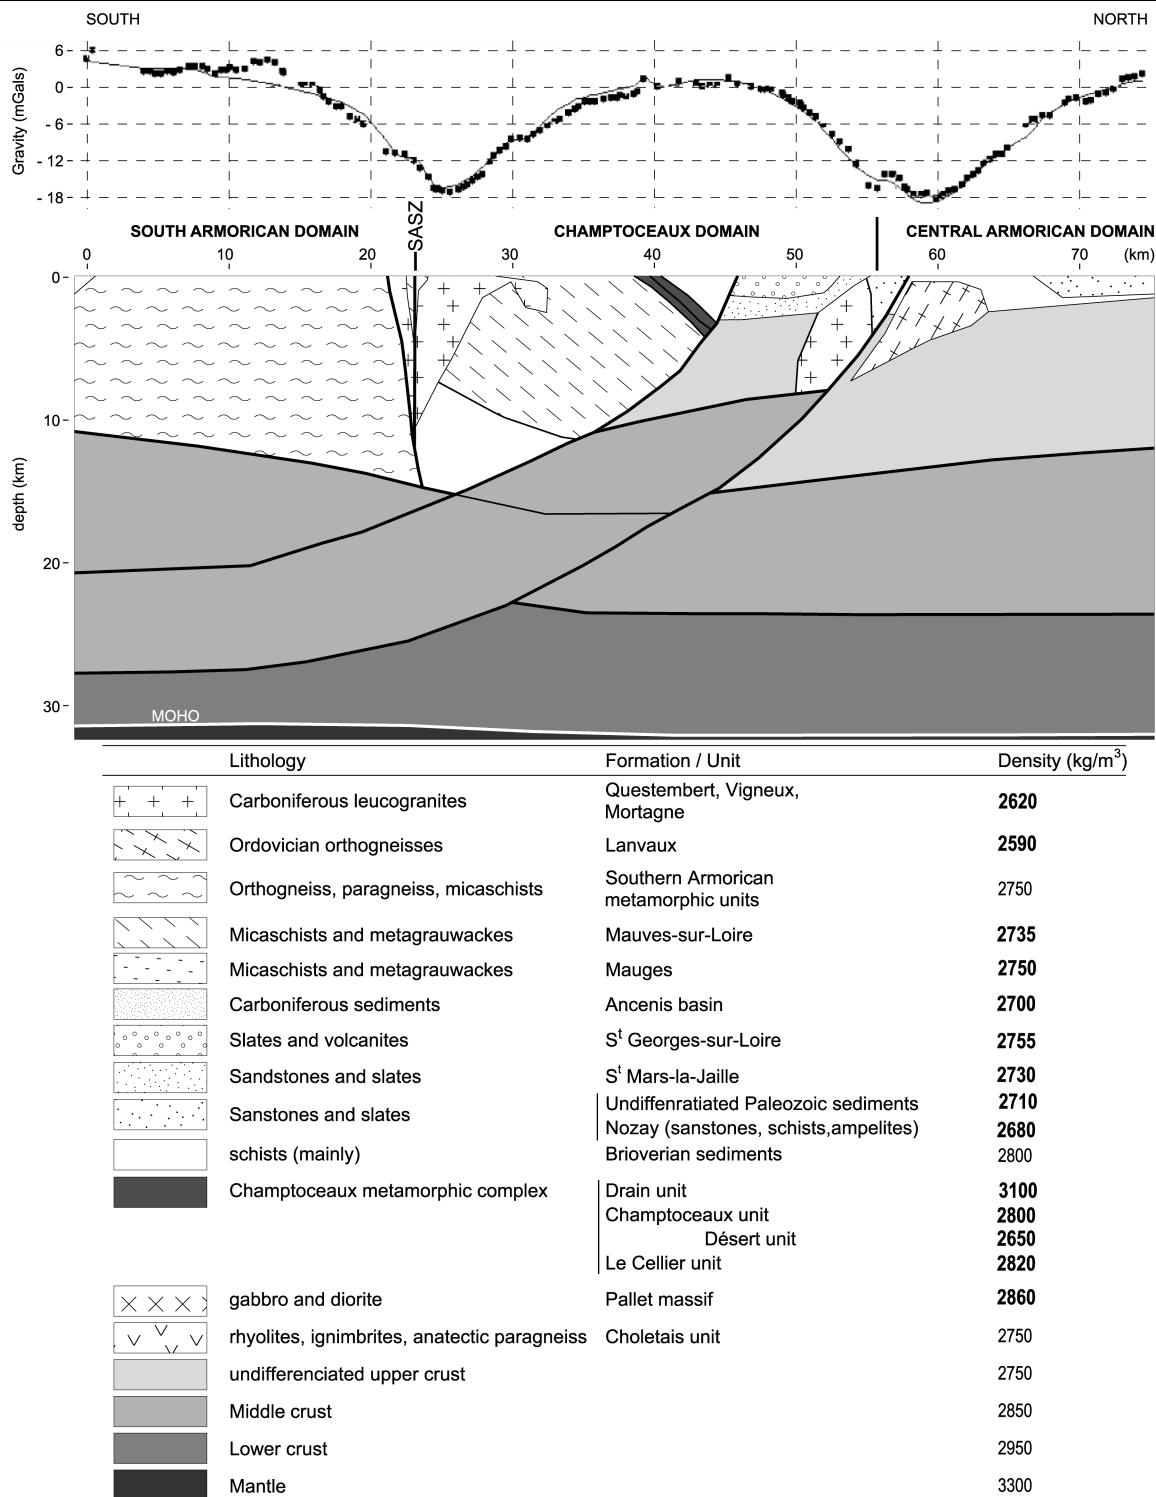 SOUTH NORTH
6
0
- 6
- 12
- 18
Gravity (mGals)
SASZ
SOUTH ARMORICAN DOMAIN CHAMPTOCEAUX DOMAIN CENTRAL ARMORICAN DOMAIN
0 10 20 30 40 50 60 70 (km)
0
10
20
30
depth (km)
MOHO
Lithology Formation / Unit Density (kg/m³)
Carboniferous leucogranites Questembert, Vigneux, 2620
Mortagne
Ordovician orthogneisses Lanvaux 2590
Orthogneiss, paragneiss, micaschists Southern Armorican 2750
metamorphic units
Micaschists and metagrauwackes Mauves-sur-Loire 2735
Micaschists and metagrauwackes Mauges 2750
Carboniferous sediments Ancenis basin 2700
Slates and volcanites Sᵗ Georges-sur-Loire 2755
Sandstones and slates Sᵗ Mars-la-Jaille 2730
Sanstones and slates Undiffenratiated Paleozoic sediments 2710
Nozay (sanstones, schists,ampelites) 2680
schists (mainly) Brioverian sediments 2800
Champtoceaux metamorphic complex Drain unit 3100
Champtoceaux unit 2800
Désert unit 2650
Le Cellier unit 2820
gabbro and diorite Pallet massif 2860
rhyolites, ignimbrites, anatectic paragneiss Choletais unit 2750
undifferenciated upper crust 2750
Middle crust 2850
Lower crust 2950
Mantle 3300